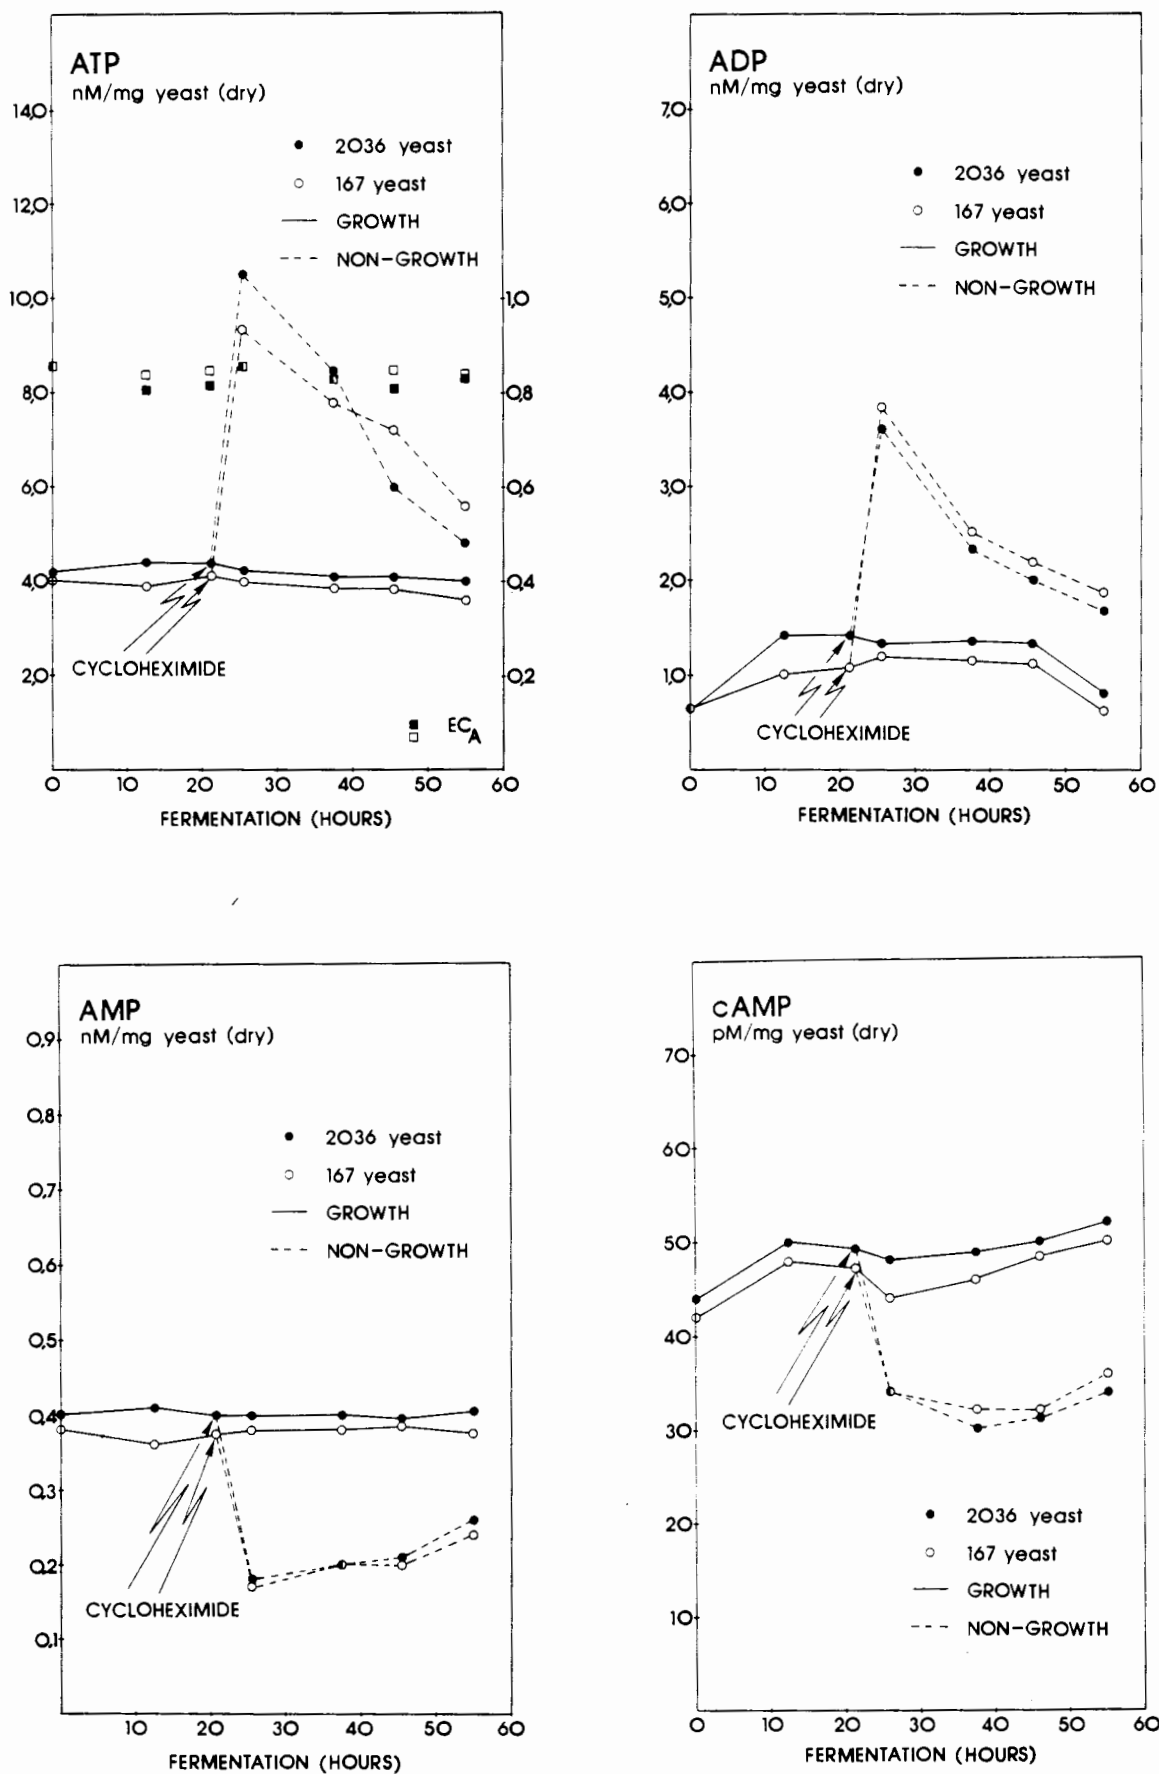 ATP
nM/mg yeast (dry)
14,0
12,0
10,0
8,0
6,0
4,0
2,0
2036 yeast
167 yeast
GROWTH
NON-GROWTH
1,0
0,8
0,6
0,4
0,2
CYCLOHEXIMIDE
ECA
0 10 20 30 40 50 60
FERMENTATION (HOURS)
ADP
nM/mg yeast (dry)
7,0
6,0
5,0
4,0
3,0
2,0
1,0
2036 yeast
167 yeast
GROWTH
NON-GROWTH
CYCLOHEXIMIDE
0 10 20 30 40 50 60
FERMENTATION (HOURS)
AMP
nM/mg yeast (dry)
0,9
0,8
0,7
0,6
0,5
0,4
0,3
0,2
0,1
2036 yeast
167 yeast
GROWTH
NON-GROWTH
CYCLOHEXIMIDE
10 20 30 40 50 60
FERMENTATION (HOURS)
cAMP
pM/mg yeast (dry)
70
60
50
40
30
20
10
CYCLOHEXIMIDE
2036 yeast
167 yeast
GROWTH
NON-GROWTH
0 10 20 30 40 50 60
FERMENTATION (HOURS)